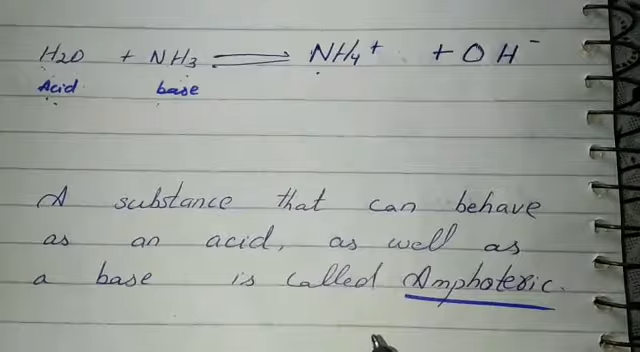 H2O + NH3 ⇌ NH4+ + OH-
Acid base
A substance that can behave
as an acid, as well as
a base is called Amphoteric.